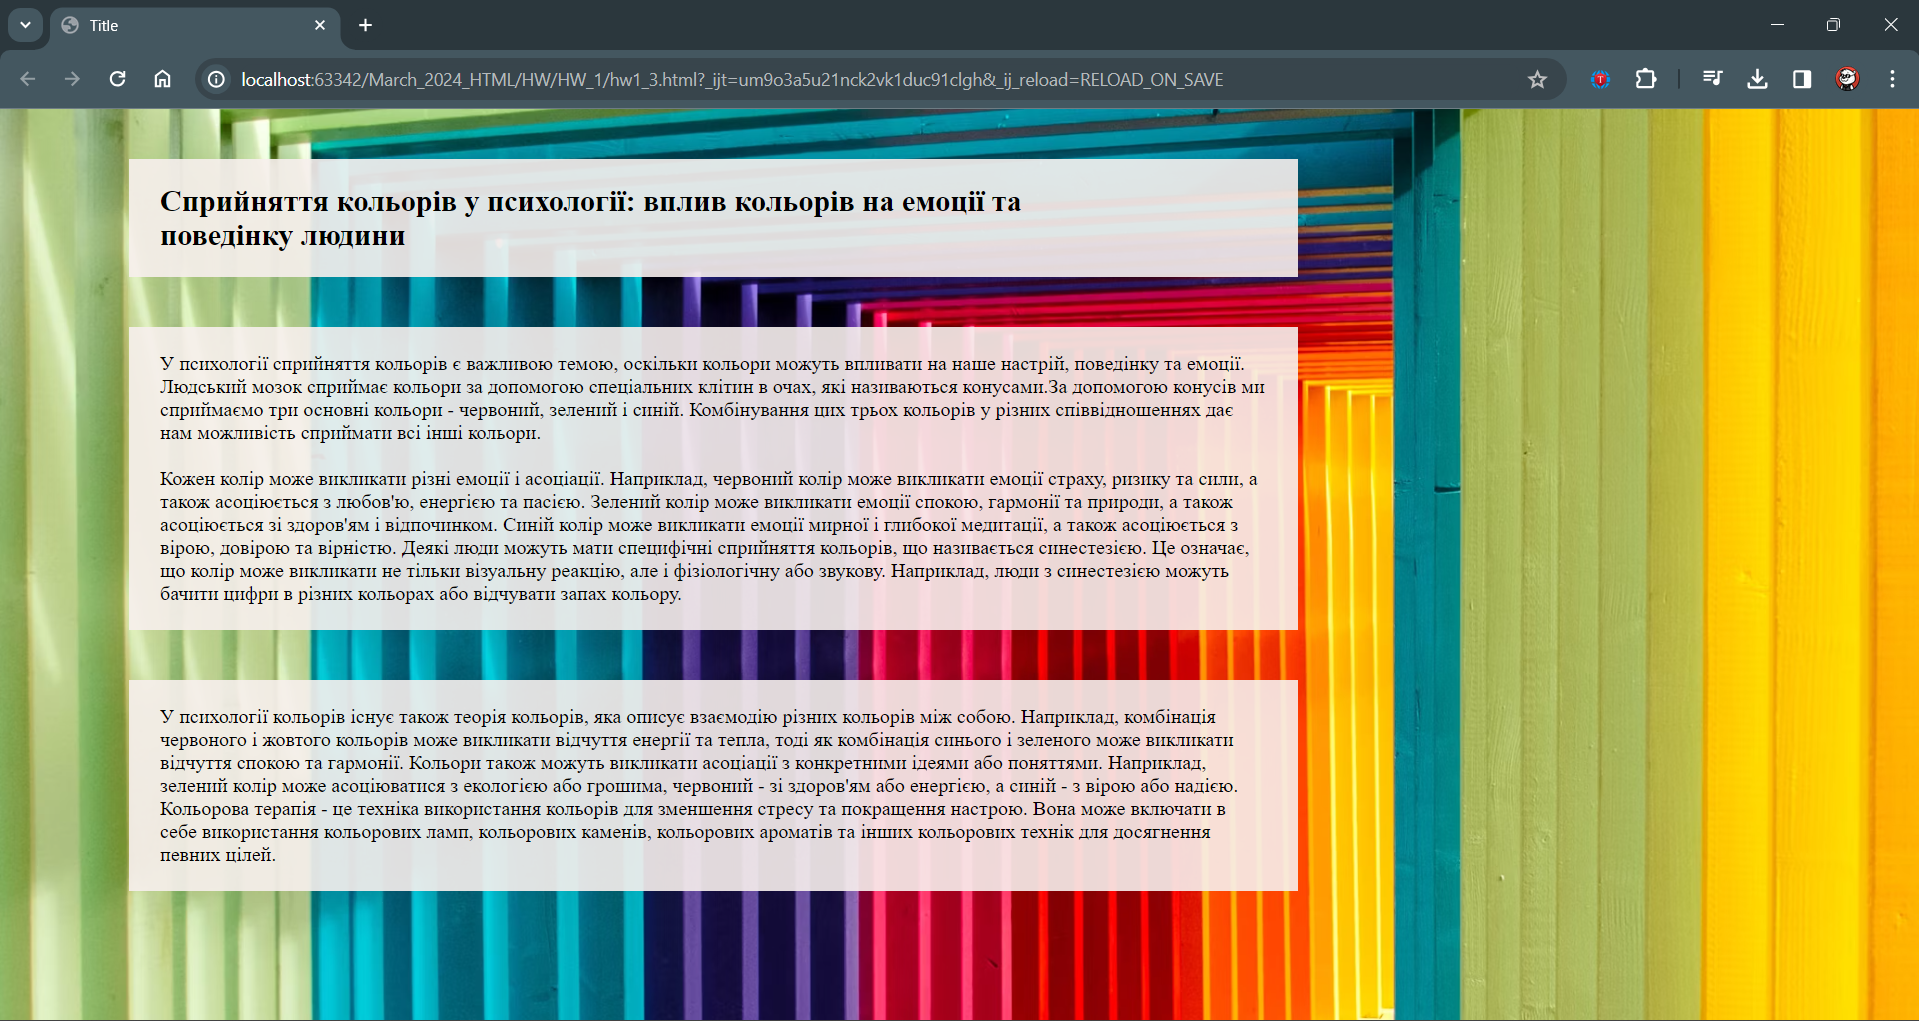 Title
localhost:63342/March_2024_HTML/HW/HW_1/hw1_3.html?_ijt=um9o3a5u21nck2vk1duc91clgh&_ij_reload=RELOAD_ON_SAVE
Сприйняття кольорів у психології: вплив кольорів на емоції та
поведінку людини
У психології сприйняття кольорів є важливою темою, оскільки кольори можуть впливати на наше настрій, поведінку та емоції.
Людський мозок сприймає кольори за допомогою спеціальних клітин в очах, які називаються конусами.За допомогою конусів ми
сприймаємо три основні кольори - червоний, зелений і синій. Комбінування цих трьох кольорів у різних співвідношеннях дає
нам можливість сприймати всі інші кольори.
Кожен колір може викликати різні емоції і асоціації. Наприклад, червоний колір може викликати емоції страху, ризику та сили, а
також асоціюється з любов'ю, енергією та пасією. Зелений колір може викликати емоції спокою, гармонії та природи, а також
асоціюється зі здоров'ям і відпочинком. Синій колір може викликати емоції мирної і глибокої медитації, а також асоціюється з
вірою, довірою та вірністю. Деякі люди можуть мати специфічні сприйняття кольорів, що називається синестезією. Це означає,
що колір може викликати не тільки візуальну реакцію, але і фізіологічну або звукову. Наприклад, люди з синестезією можуть
бачити цифри в різних кольорах або відчувати запах кольору.
У психології кольорів існує також теорія кольорів, яка описує взаємодію різних кольорів між собою. Наприклад, комбінація
червоного і жовтого кольорів може викликати відчуття енергії та тепла, тоді як комбінація синього і зеленого може викликати
відчуття спокою та гармонії. Кольори також можуть викликати асоціації з конкретними ідеями або поняттями. Наприклад,
зелений колір може асоціюватися з екологією або грошима, червоний - зі здоров'ям або енергією, а синій - з вірою або надією.
Кольорова терапія - це техніка використання кольорів для зменшення стресу та покращення настрою. Вона може включати в
себе використання кольорових ламп, кольорових каменів, кольорових ароматів та інших кольорових технік для досягнення
певних цілей.